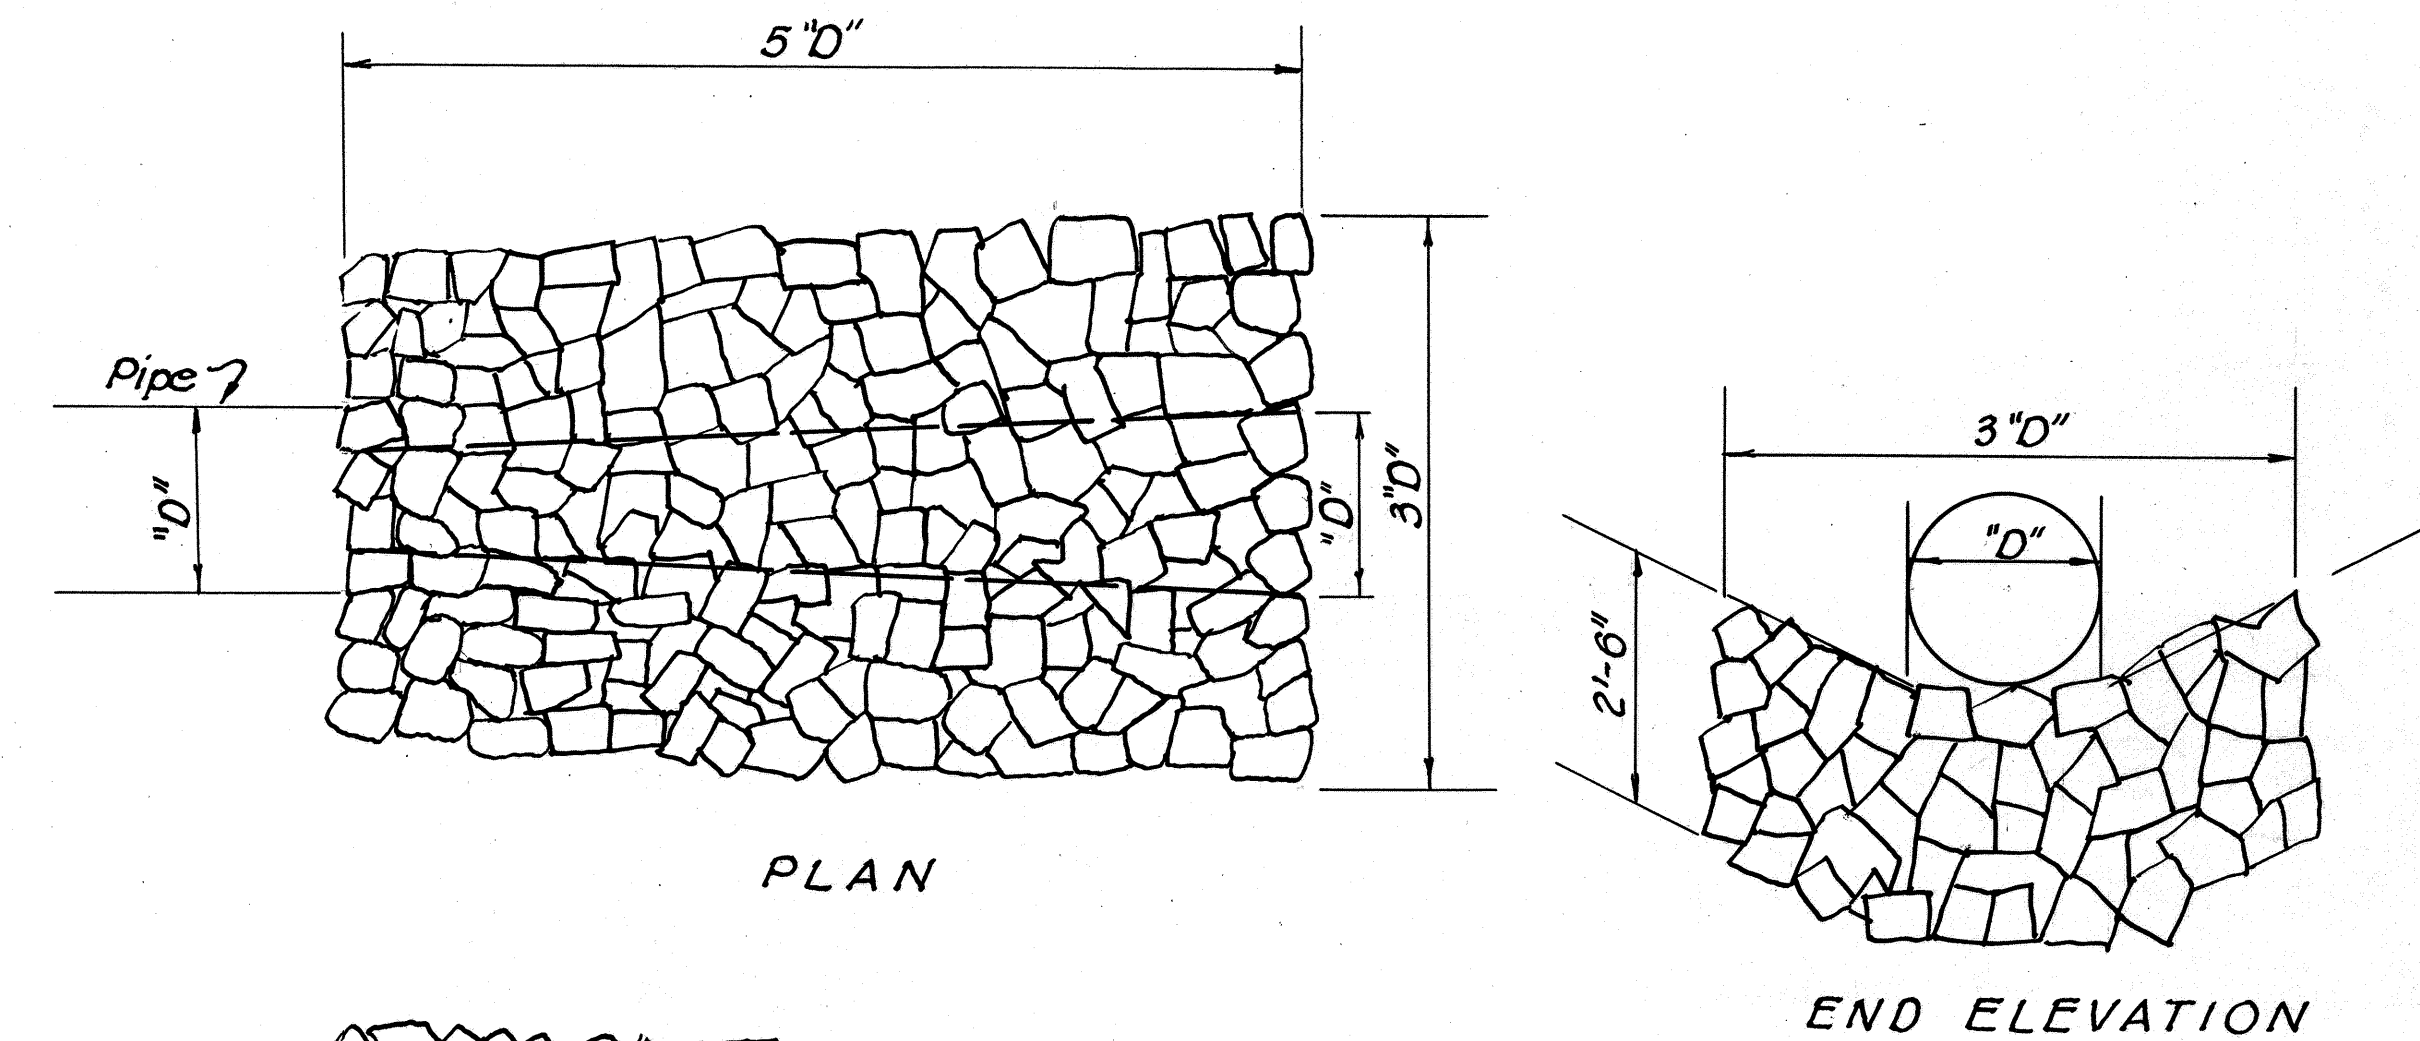 5 "D"
Pipe
"D"
"D"
3 "D"
PLAN
3 "D"
"D"
2'-6"
END ELEVATION